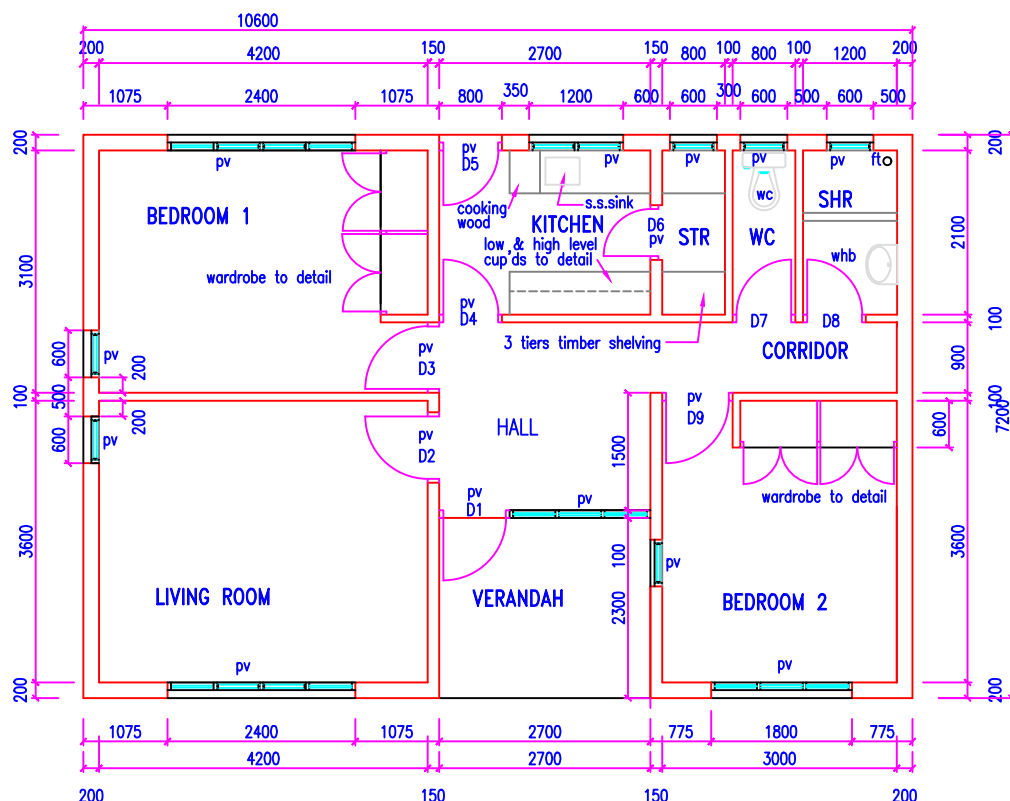 10600
200 4200 150 2700 150 800 100 800 100 1200 200
1075 2400 1075 800 350 1200 600 600 300 600 500 600 500
200
3100
100
3600
200
600
500
600
200
200
pv
BEDROOM 1
wardrobe to detail
pv
pv
pv
D5
cooking
wood
s.s.sink
KITCHEN
low,& high level
cup,ds to detail
pv
D4
pv
D6
pv
pv
STR
pv
wc
WC
pv
ft
SHR
whb
D7
D8
3 tiers timber shelving
CORRIDOR
pv
D3
pv
D2
HALL
pv
D1
pv
pv
D9
1500
100
2300
wardrobe to detail
pv
LIVING ROOM
VERANDAH
BEDROOM 2
pv
pv
200
2100
100
900
100
7200
600
3600
200
1075 2400 1075 775 1800 775
4200 2700 3000
200 150 150 200